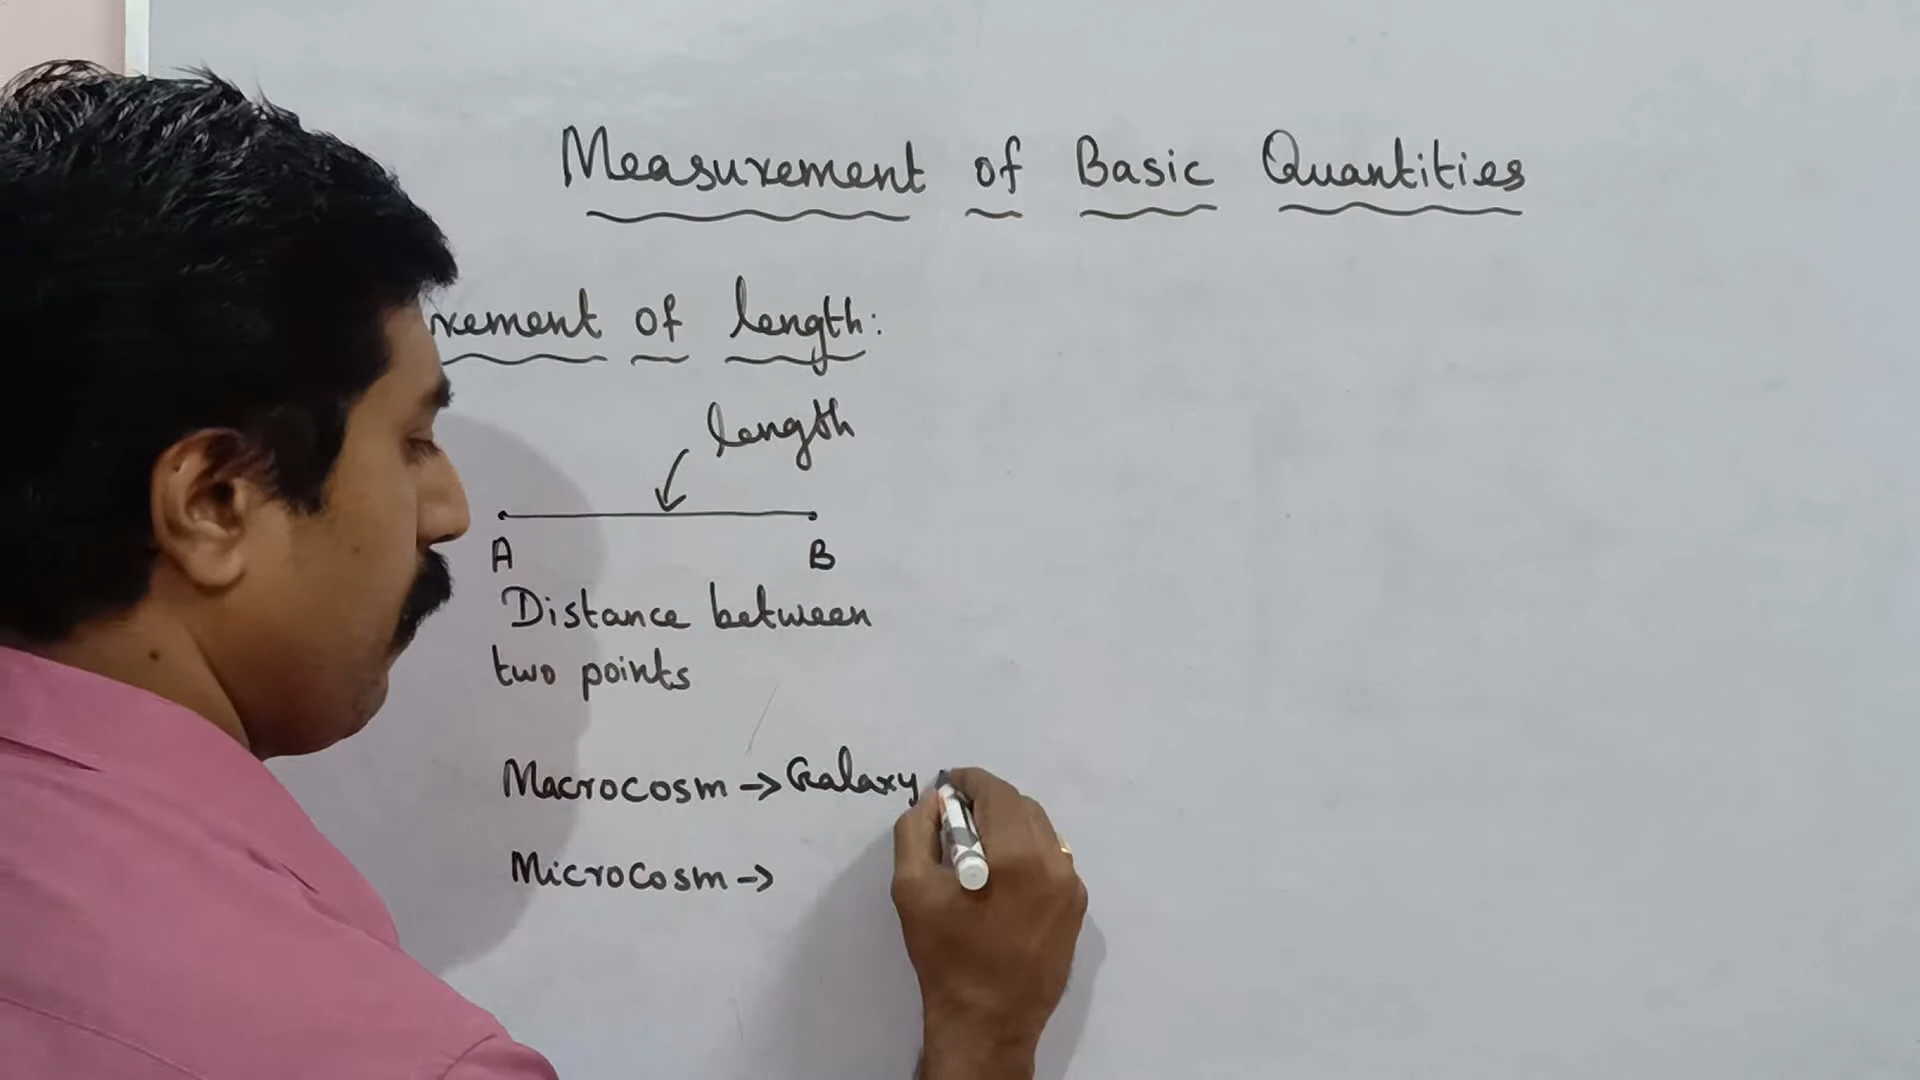 Measurement of Basic Quantities
rement of length:
length
A B
Distance between
two points
Macrocosm → Galaxy
Microcosm →